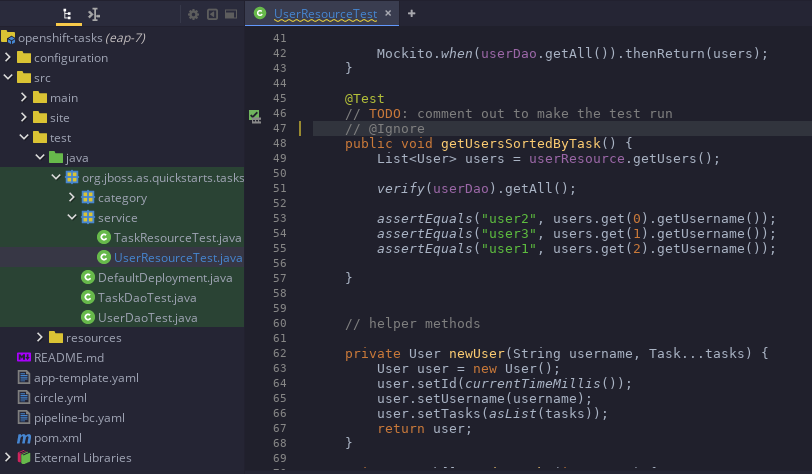 UserResourceTest
openshift-tasks (eap-7)
configuration
src
main
site
test
java
org.jboss.as.quickstarts.tasks
category
service
TaskResourceTest.java
UserResourceTest.java
DefaultDeployment.java
TaskDaoTest.java
UserDaoTest.java
resources
README.md
app-template.yaml
circle.yml
pipeline-bc.yaml
pom.xml
External Libraries
41
42 Mockito.when(userDao.getAll()).thenReturn(users);
43 }
44
45 @Test
46 // TODO: comment out to make the test run
47 // @Ignore
48 public void getUsersSortedByTask() {
49 List<User> users = userResource.getUsers();
50
51 verify(userDao).getAll();
52
53 assertEquals("user2", users.get(0).getUsername());
54 assertEquals("user3", users.get(1).getUsername());
55 assertEquals("user1", users.get(2).getUsername());
56
57 }
58
59
60 // helper methods
61
62 private User newUser(String username, Task...tasks) {
63 User user = new User();
64 user.setId(currentTimeMillis());
65 user.setUsername(username);
66 user.setTasks(asList(tasks));
67 return user;
68 }
69